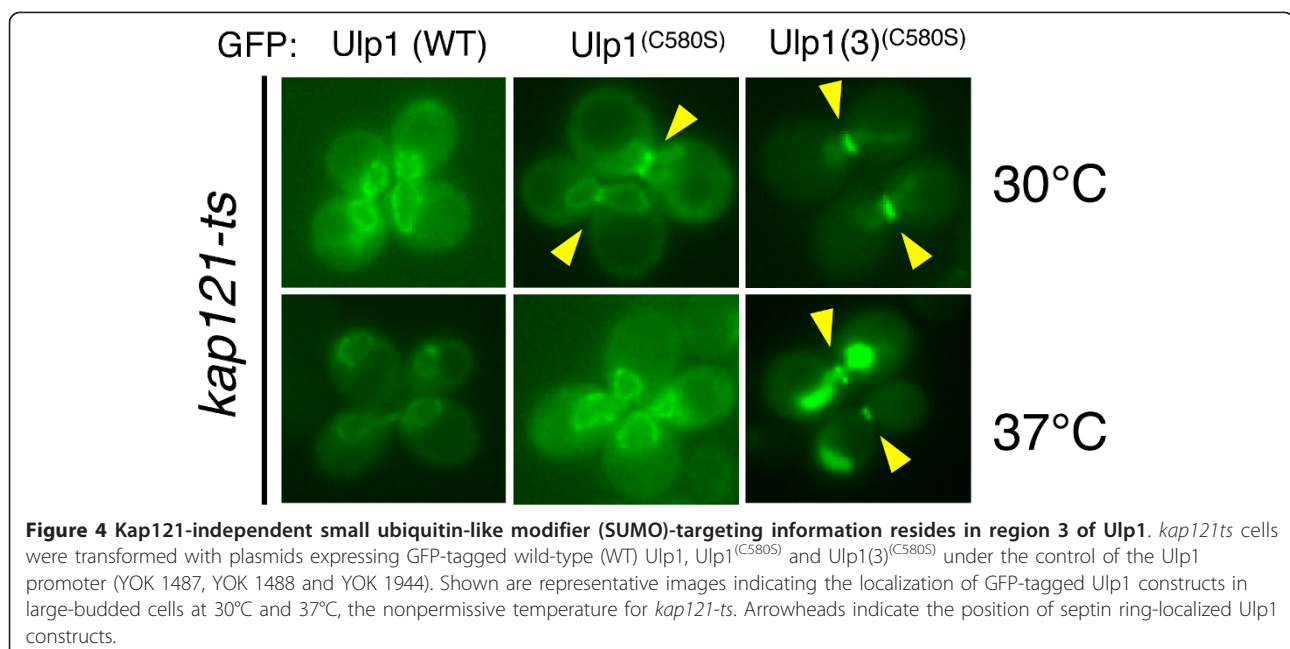 GFP: Ulp1 (WT) Ulp1(C580S) Ulp1(3)(C580S)
kap121-ts
30°C
37°C
Figure 4 Kap121-independent small ubiquitin-like modifier (SUMO)-targeting information resides in region 3 of Ulp1. kap121ts cells
were transformed with plasmids expressing GFP-tagged wild-type (WT) Ulp1, Ulp1(C580S) and Ulp1(3)(C580S) under the control of the Ulp1
promoter (YOK 1487, YOK 1488 and YOK 1944). Shown are representative images indicating the localization of GFP-tagged Ulp1 constructs in
large-budded cells at 30°C and 37°C, the nonpermissive temperature for kap121-ts. Arrowheads indicate the position of septin ring-localized Ulp1
constructs.